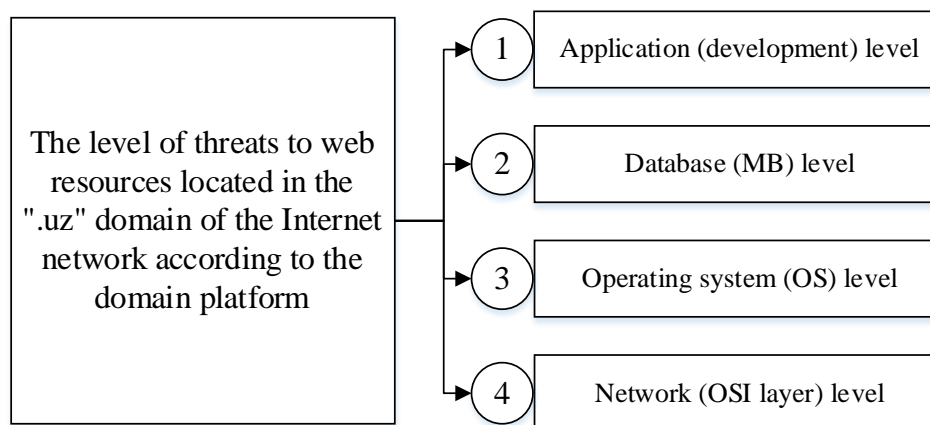 The level of threats to web
resources located in the
".uz" domain of the Internet
network according to the
domain platform
1 Application (development) level
2 Database (MB) level
3 Operating system (OS) level
4 Network (OSI layer) level